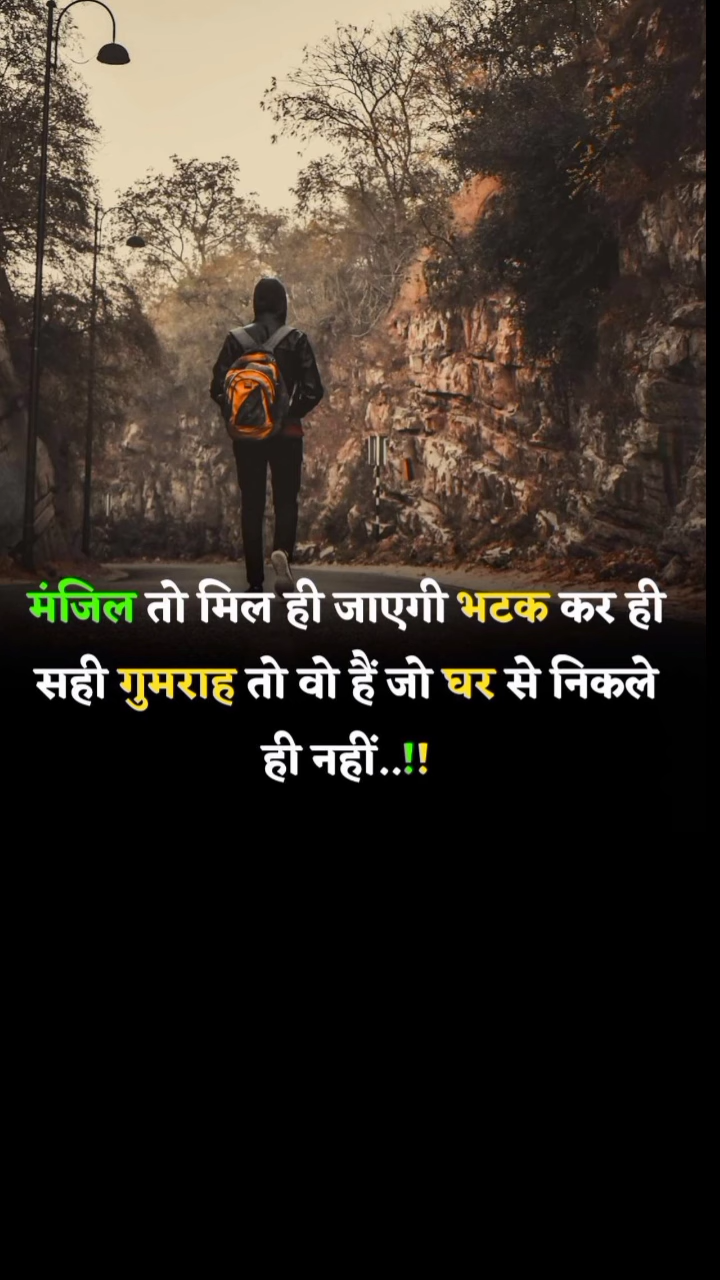 मंजिल तो मिल ही जाएगी भटक कर ही
सही गुमराह तो वो हैं जो घर से निकले
ही नहीं..!!